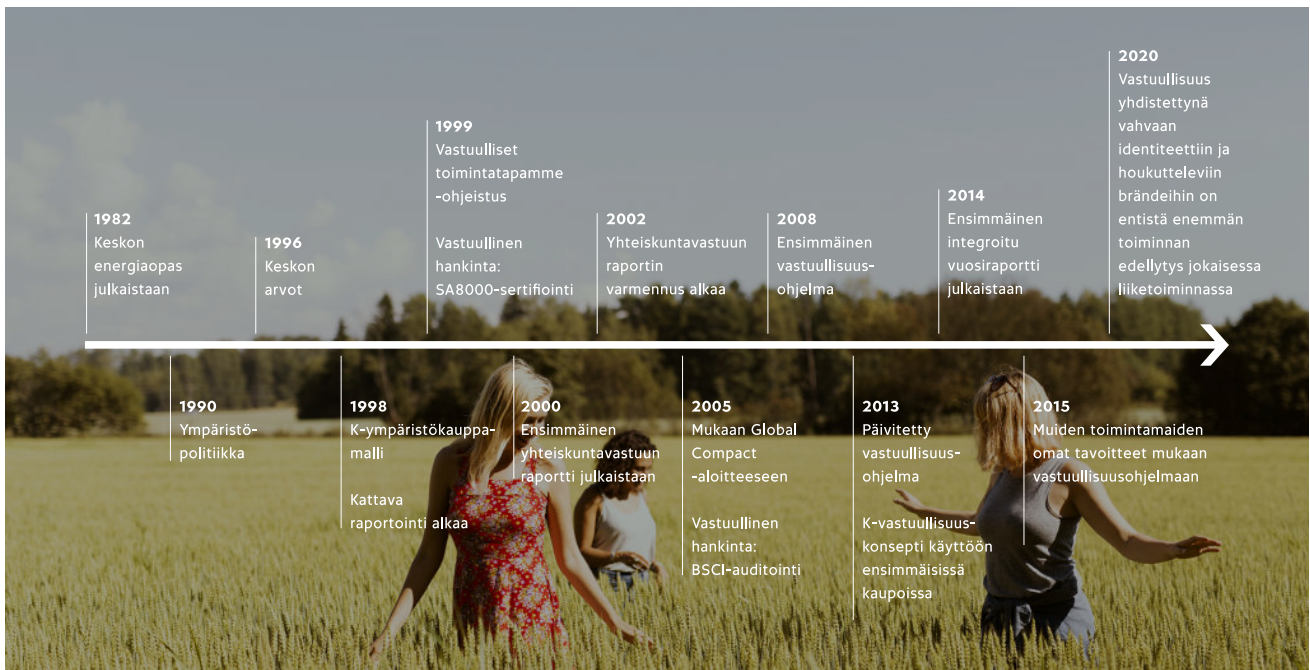 1982
Keskon
energiaopas
julkaistaan
1990
Ympäristö-
politiikka
1996
Keskon
arvot
1998
K-ympäristökauppa-
malli
Kattava
raportointi alkaa
1999
Vastuulliset
toimintatapamme
-ohjeistus
Vastuullinen
hankinta:
SA8000-sertifiointi
2000
Ensimmäinen
yhteiskuntavastuun
raportti julkaistaan
2002
Yhteiskuntavastuun
raportin
varmennus alkaa
2005
Mukaan Global
Compact
-aloitteeseen
Vastuullinen
hankinta:
BSCI-auditointi
2008
Ensimmäinen
vastuullisuus-
ohjelma
2013
Päivitetty
vastuullisuus-
ohjelma
K-vastuullisuus-
konsepti käyttöön
ensimmäisissä
kaupoissa
2014
Ensimmäinen
integroitu
vuosiraportti
julkaistaan
2015
Muiden toimintamaiden
omat tavoitteet mukaan
vastuullisuusohjelmaan
2020
Vastuullisuus
yhdistettynä
vahvaan
identiteettiin ja
houkutteleviin
brändeihin on
entistä enemmän
toiminnan
edellytys jokaisessa
liiketoiminnassa